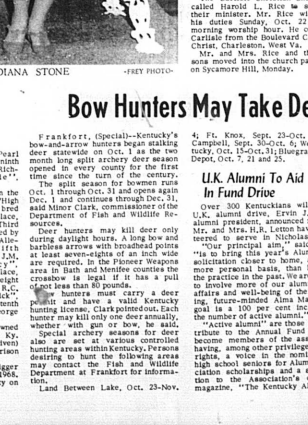 called Harold L. Rice to s
their minister. Mr. Rice wi
his duties Sunday, Oct. 22
morning worship hour. He c
Carlisle from the Boulevard C
Christ, Charleston, West Va.
Mr. and Mrs. Rice and th
sons moved into the church pa
on Sycamore Hill, Monday.
DIANA STONE
-FREY PHOTO-
Bow Hunters May Take De
Frankfort, (Special)--Kentucky's
bow-and-arrow hunters began stalking
deer statewide on Oct. 1 as the two
month long split archery deer season
opened in every county for the first
time since the turn of the century.
The split season for bowmen runs
Oct. 1 through Oct. 31 and opens again
Dec. 1 and continues through Dec. 31,
said Minor Clark, commissioner of the
Department of Fish and Wildlife Re-
sources.
Deer hunters may kill deer only
during daylight hours. A long bow and
barbless arrows with broadhead points
at least seven-eighths of an inch wide
are required. In the Pioneer Weapons
area in Bath and Menifee counties the
crossbow is legal if it has a pull
of not less than 80 pounds.
hunters must carry a deer
and have a valid Kentucky
hunting license, Clark pointed out. Each
hunter may kill only one deer annually,
whether with gun or bow, he said.
Special archery seasons for deer
also are set at various controlled
hunting areas within Kentucky. Persons
desiring to hunt the following areas
may contact the Fish and Wildlife
Department at Frankfort for informa-
tion.
Land Between Lake, Oct. 23-Nov.
4; Ft. Knox, Sept. 23-Oct.
Campbell, Sept. 30-Oct. 6; We
tucky, Oct. 15-Oct. 31; Bluegra
Depot, Oct. 7, 21 and 25.
U.K. Alumni To Aid
In Fund Drive
Over 300 Kentuckians wil
U.K. alumni drive, Ervin J.
alumni president, announced
Mr. and Mrs. H.R. Letton hav
teered to serve in Nicholas
"Our principal aim," said
"is to bring this year's Alum
solicitation closer to home,
more personal basis, than
the practice in the past. We ar
to involve more of our alum
affairs and well-being of the
ing, future-minded Alma Ma
goal is a 100 per cent inc
the number of active alumni."
"Active alumni" are those
tribute to the Annual Fund
become members of the ass
having, among other privilege
rights, a voice in the nomi
high school seniors for Alum
ciation scholarships and a s
tion to the Association's
magazine, "The Kentucky Al